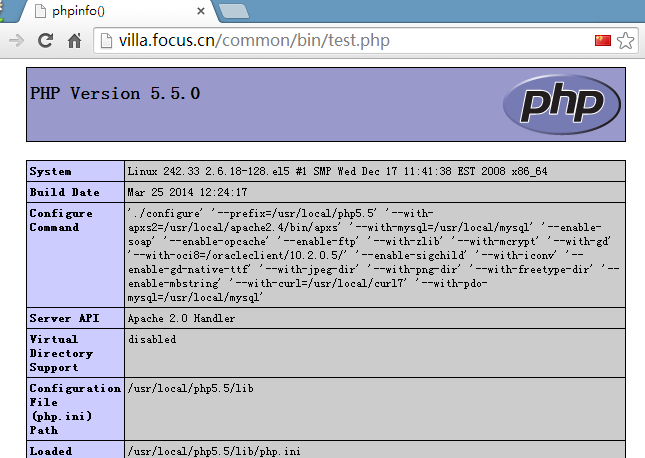 phpinfo()
villa.focus.cn/common/bin/test.php
PHP Version 5.5.0
php
System
Linux 242.33 2.6.18-128.el5 #1 SMP Wed Dec 17 11:41:38 EST 2008 x86_64
Build Date
Mar 25 2014 12:24:17
Configure
Command
'./configure' '--prefix=/usr/local/php5.5' '--with-
apxs2=/usr/local/apache2.4/bin/apxs' '--with-mysql=/usr/local/mysql' '--enable-
soap' '--enable-opcache' '--enable-ftp' '--with-zlib' '--with-mcrypt' '--with-gd'
'--with-oci8=/oracleclient/10.2.0.5/' '--enable-sigchild' '--with-iconv' '--
enable-gd-native-ttf' '--with-jpeg-dir' '--with-png-dir' '--with-freetype-dir' '--
enable-mbstring' '--with-curl=/usr/local/curl7' '--with-pdo-
mysql=/usr/local/mysql'
Server API
Apache 2.0 Handler
Virtual
Directory
Support
disabled
Configuration
File
(php.ini)
Path
/usr/local/php5.5/lib
Loaded
/usr/local/php5.5/lib/php.ini